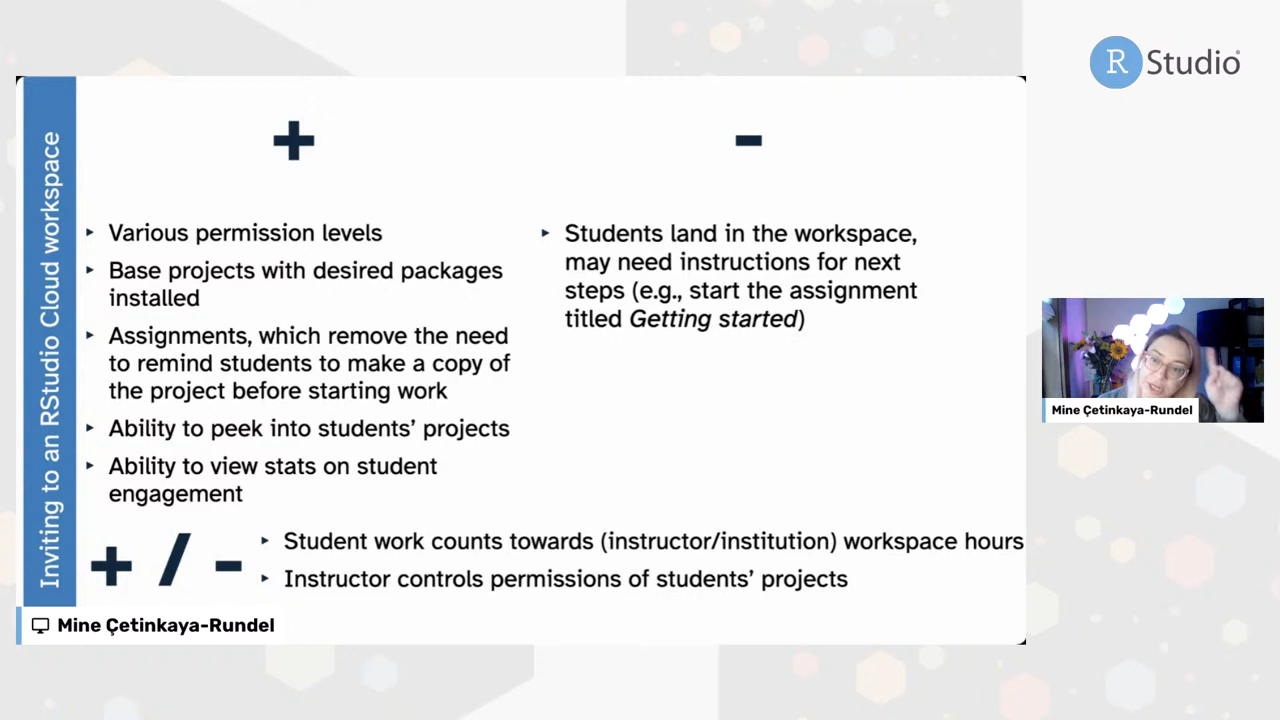 R Studio
Inviting to an RStudio Cloud workspace
+
-
‣ Various permission levels
‣ Base projects with desired packages
installed
‣ Assignments, which remove the need
to remind students to make a copy of
the project before starting work
‣ Ability to peek into students’ projects
‣ Ability to view stats on student
engagement
‣ Students land in the workspace,
may need instructions for next
steps (e.g., start the assignment
titled Getting started)
+ / -
‣ Student work counts towards (instructor/institution) workspace hours
‣ Instructor controls permissions of students’ projects
Mine Çetinkaya-Rundel
Mine Çetinkaya-Rundel